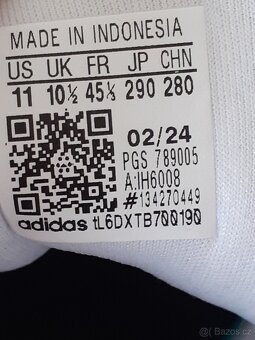 MADE IN INDONESIA
US UK FR JP CHN
11 10½ 45⅓ 290 280
02/24
PGS 789005
A:IH6008
#134270449
adidas tL6DXTB700190
Bazos.cz